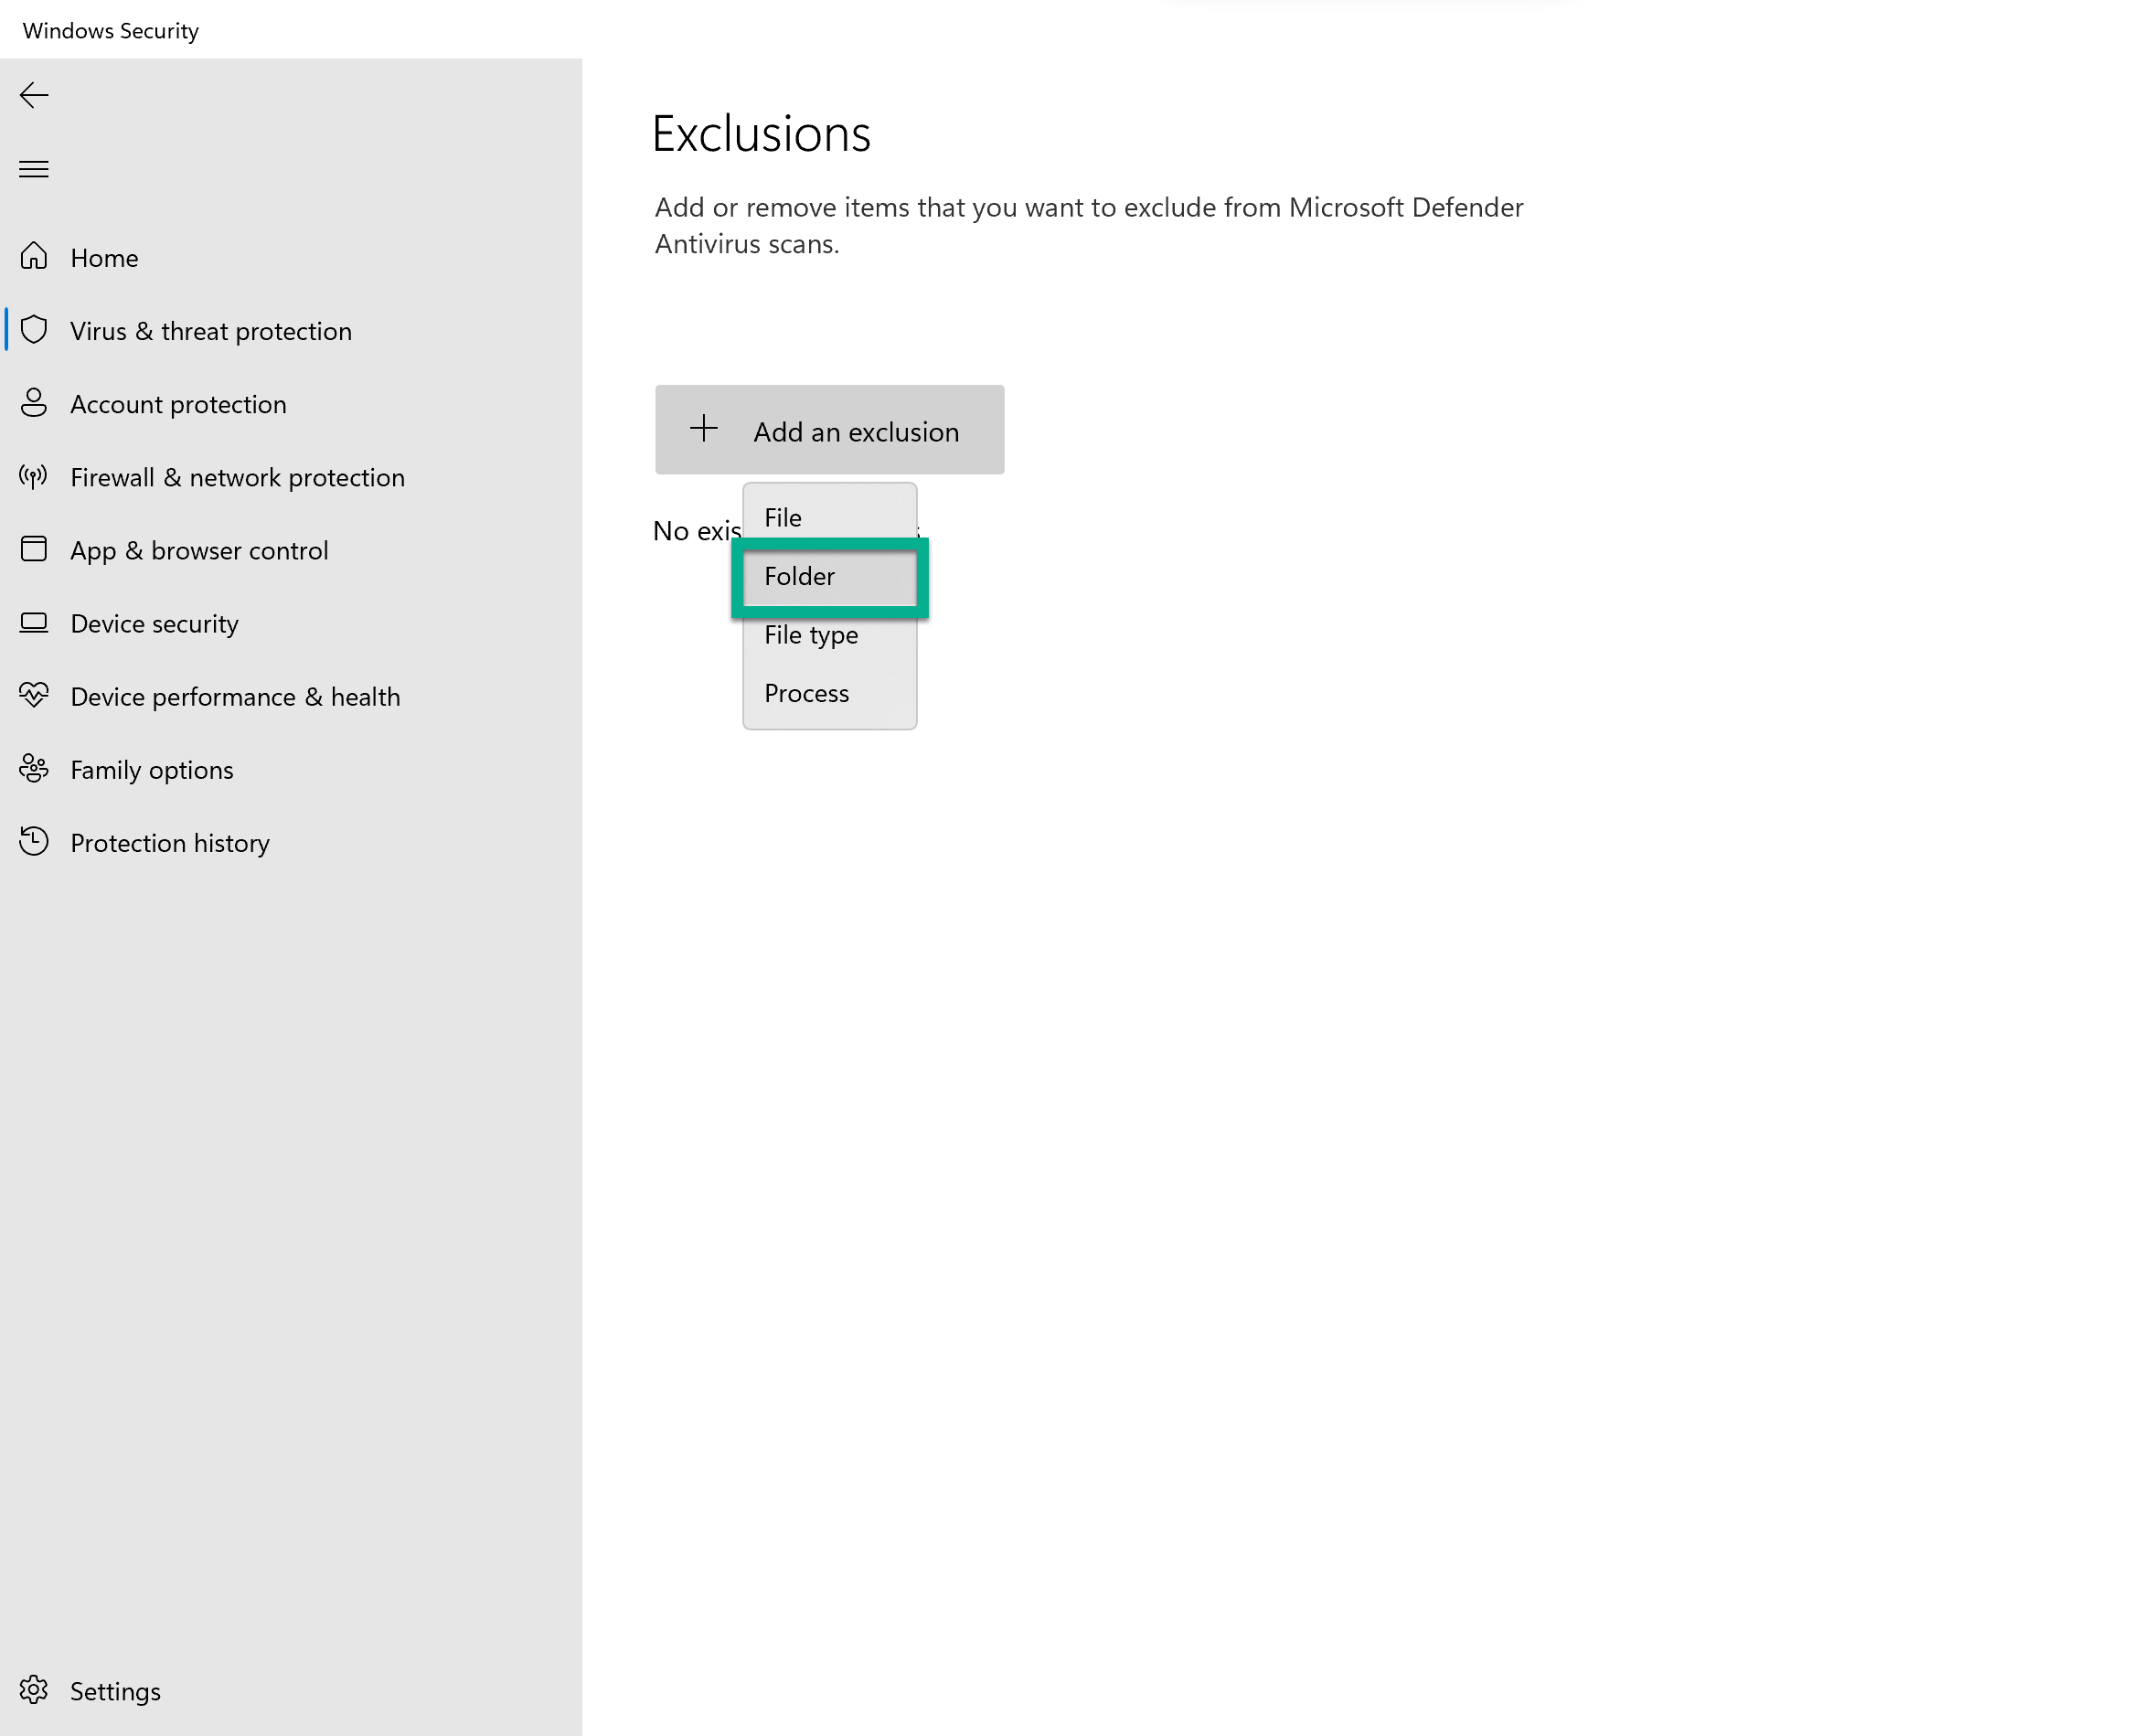 Windows Security
Home
Virus & threat protection
Account protection
Firewall & network protection
App & browser control
Device security
Device performance & health
Family options
Protection history
Settings
Exclusions
Add or remove items that you want to exclude from Microsoft Defender
Antivirus scans.
Add an exclusion
File
No exis
Folder
File type
Process